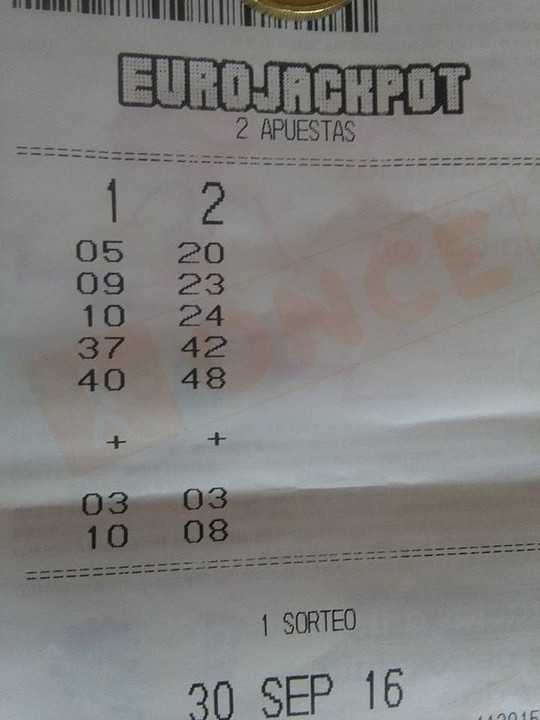 EUROJACKPOT
2 APUESTAS
1 2
05 20
09 23
10 24
37 42
40 48
+ +
03 03
10 08
1 SORTEO
30 SEP 16
ONCE